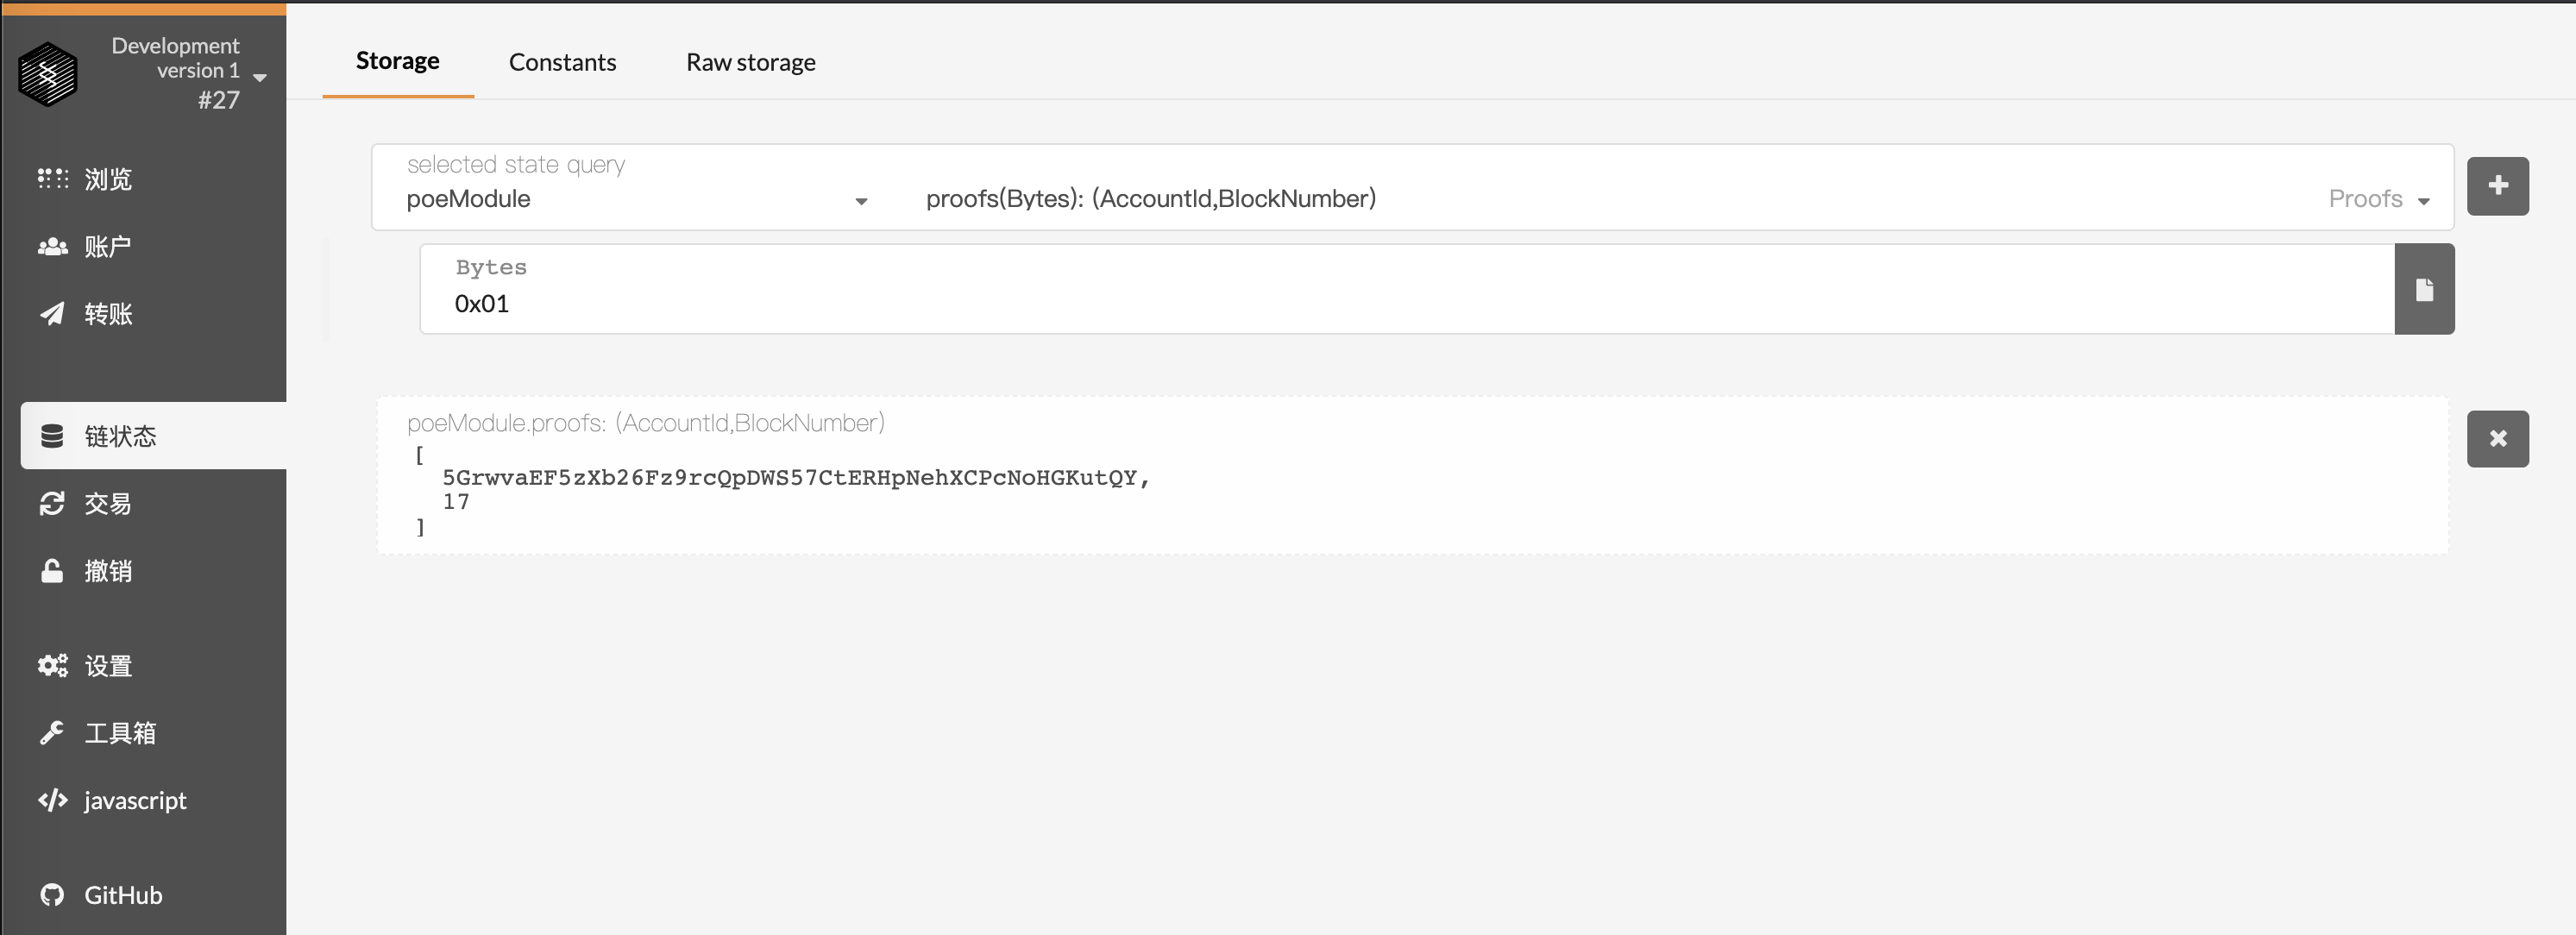 Development
version 1
#27
浏览
账户
转账
链状态
交易
撤销
设置
工具箱
javascript
GitHub
Storage
Constants
Raw storage
selected state query
poeModule
proofs(Bytes): (AccountId,BlockNumber)
Proofs
Bytes
0x01
poeModule.proofs: (AccountId,BlockNumber)
[
5GrwvaEF5zXb26Fz9rcQpDWS57CtERHpNehXCPcNoHGKutQY,
17
]